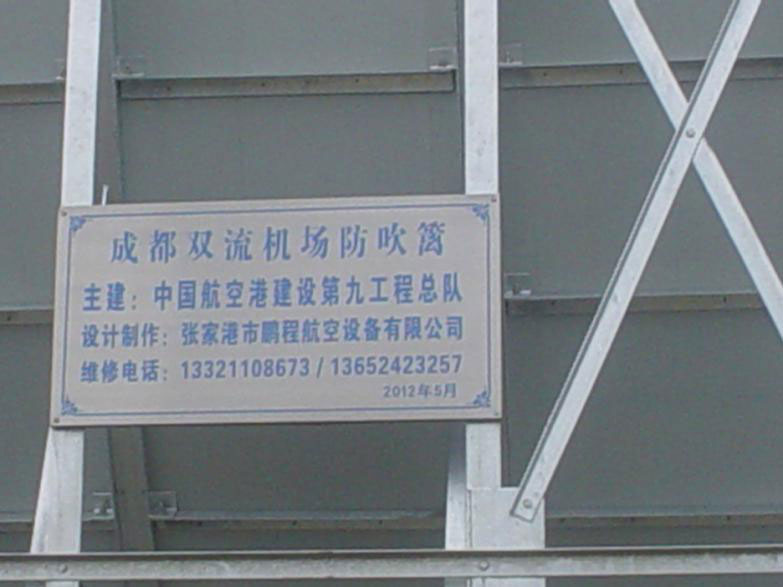 成都双流机场防吹篱
主建：中国航空港建设第九工程总队
设计制作：张家港市鹏程航空设备有限公司
维修电话：13321108673 / 13652423257
2012年5月